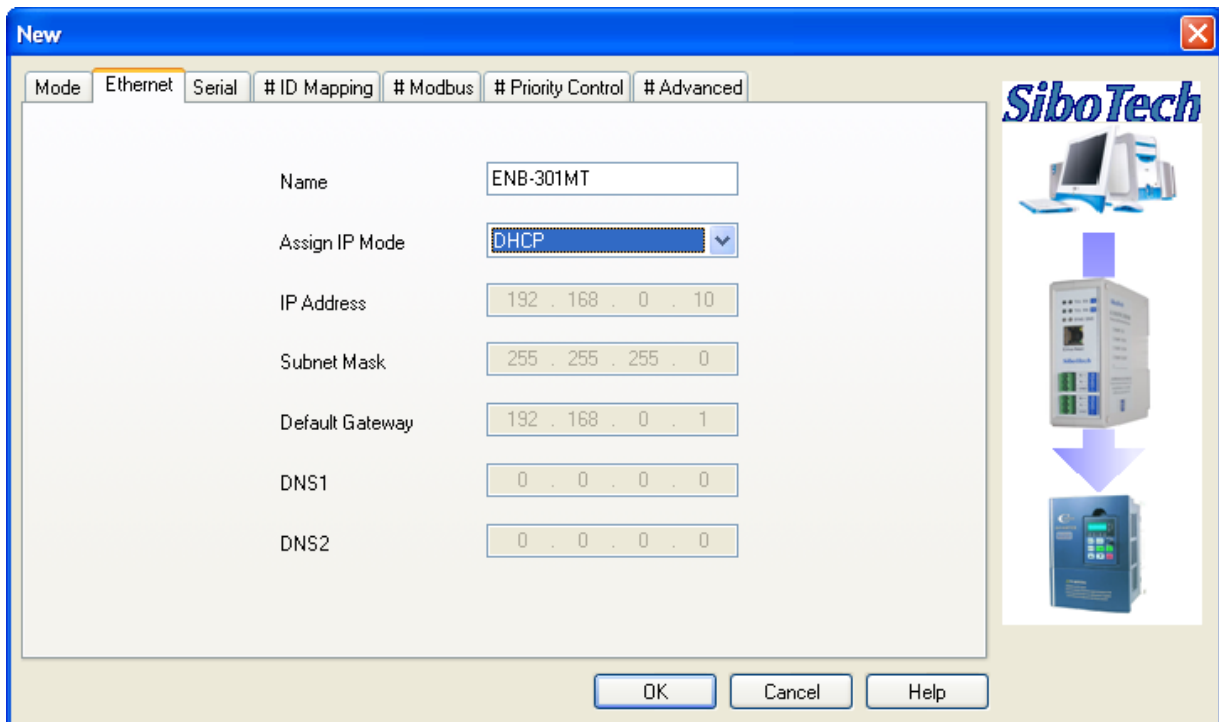 New
Mode Ethernet Serial # ID Mapping # Modbus # Priority Control # Advanced
SiboTech
Name ENB-301MT
Assign IP Mode DHCP
IP Address 192 . 168 . 0 . 10
Subnet Mask 255 . 255 . 255 . 0
Default Gateway 192 . 168 . 0 . 1
DNS1 0 . 0 . 0 . 0
DNS2 0 . 0 . 0 . 0
OK Cancel Help